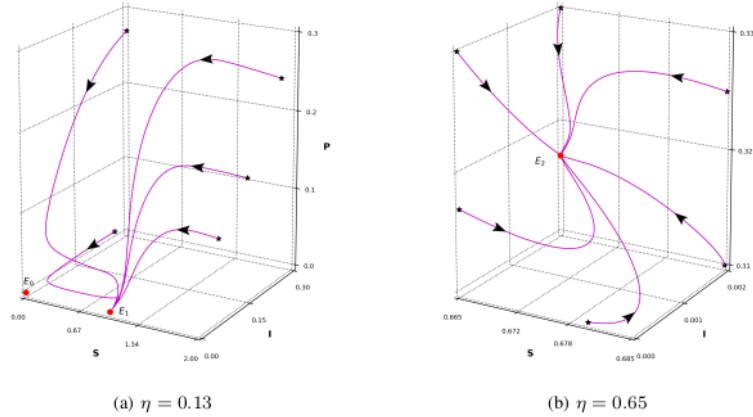 0.3
0.2
P
0.1
0.0
E0
E1
0.00
0.67
1.34
2.00
S
0.00
0.15
0.30
I
(a) η = 0.13
0.33
0.32
0.31
E2
0.665
0.672
0.678
0.685
S
0.000
0.001
0.002
I
(b) η = 0.65